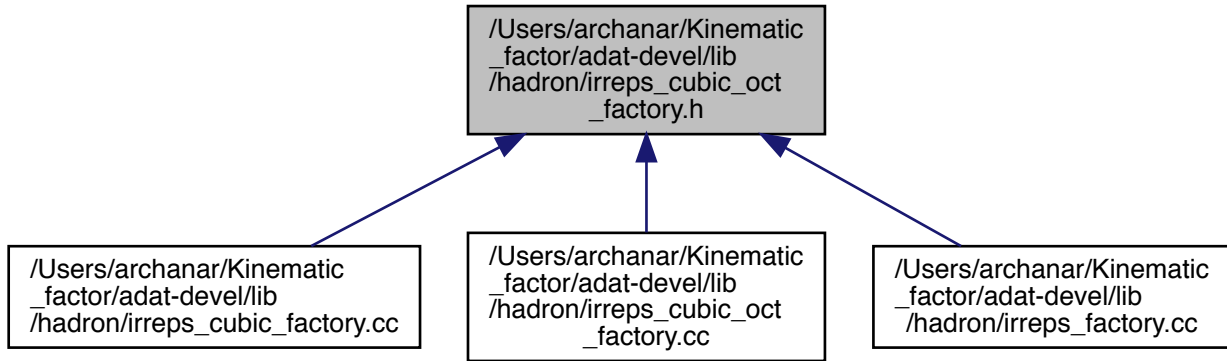 /Users/archanar/Kinematic
_factor/adat-devel/lib
/hadron/irreps_cubic_oct
_factory.h
/Users/archanar/Kinematic
_factor/adat-devel/lib
/hadron/irreps_cubic_factory.cc
/Users/archanar/Kinematic
_factor/adat-devel/lib
/hadron/irreps_cubic_oct
_factory.cc
/Users/archanar/Kinematic
_factor/adat-devel/lib
/hadron/irreps_factory.cc